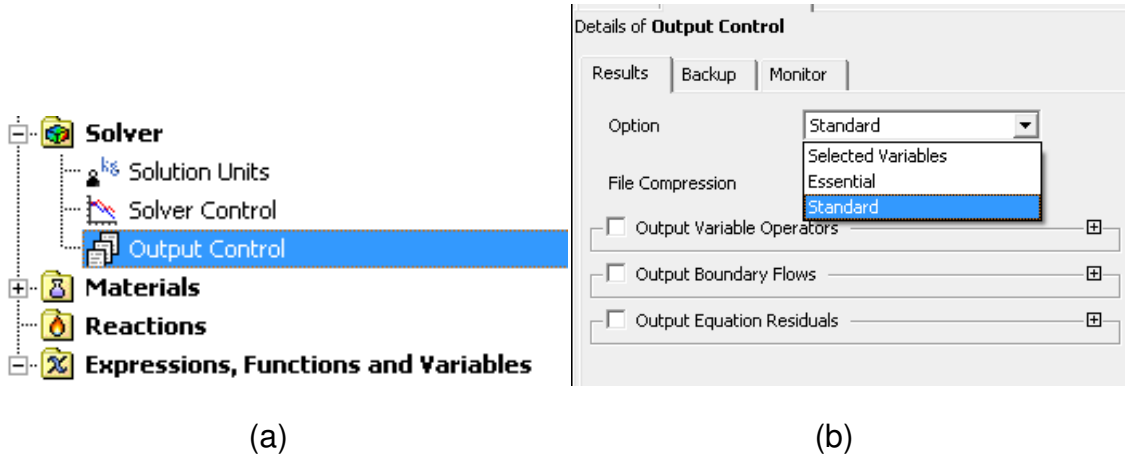 Solver
kg Solution Units
Solver Control
Output Control
Materials
Reactions
Expressions, Functions and Variables
(a)
Details of Output Control
Results Backup Monitor
Option Standard
Selected Variables
File Compression Essential
Standard
Output Variable Operators
Output Boundary Flows
Output Equation Residuals
(b)